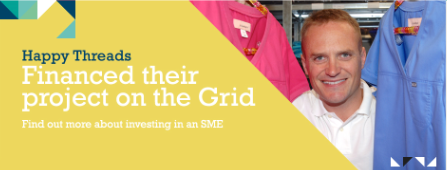 Happy Threads
Financed their
project on the Grid
Find out more about investing in an SME